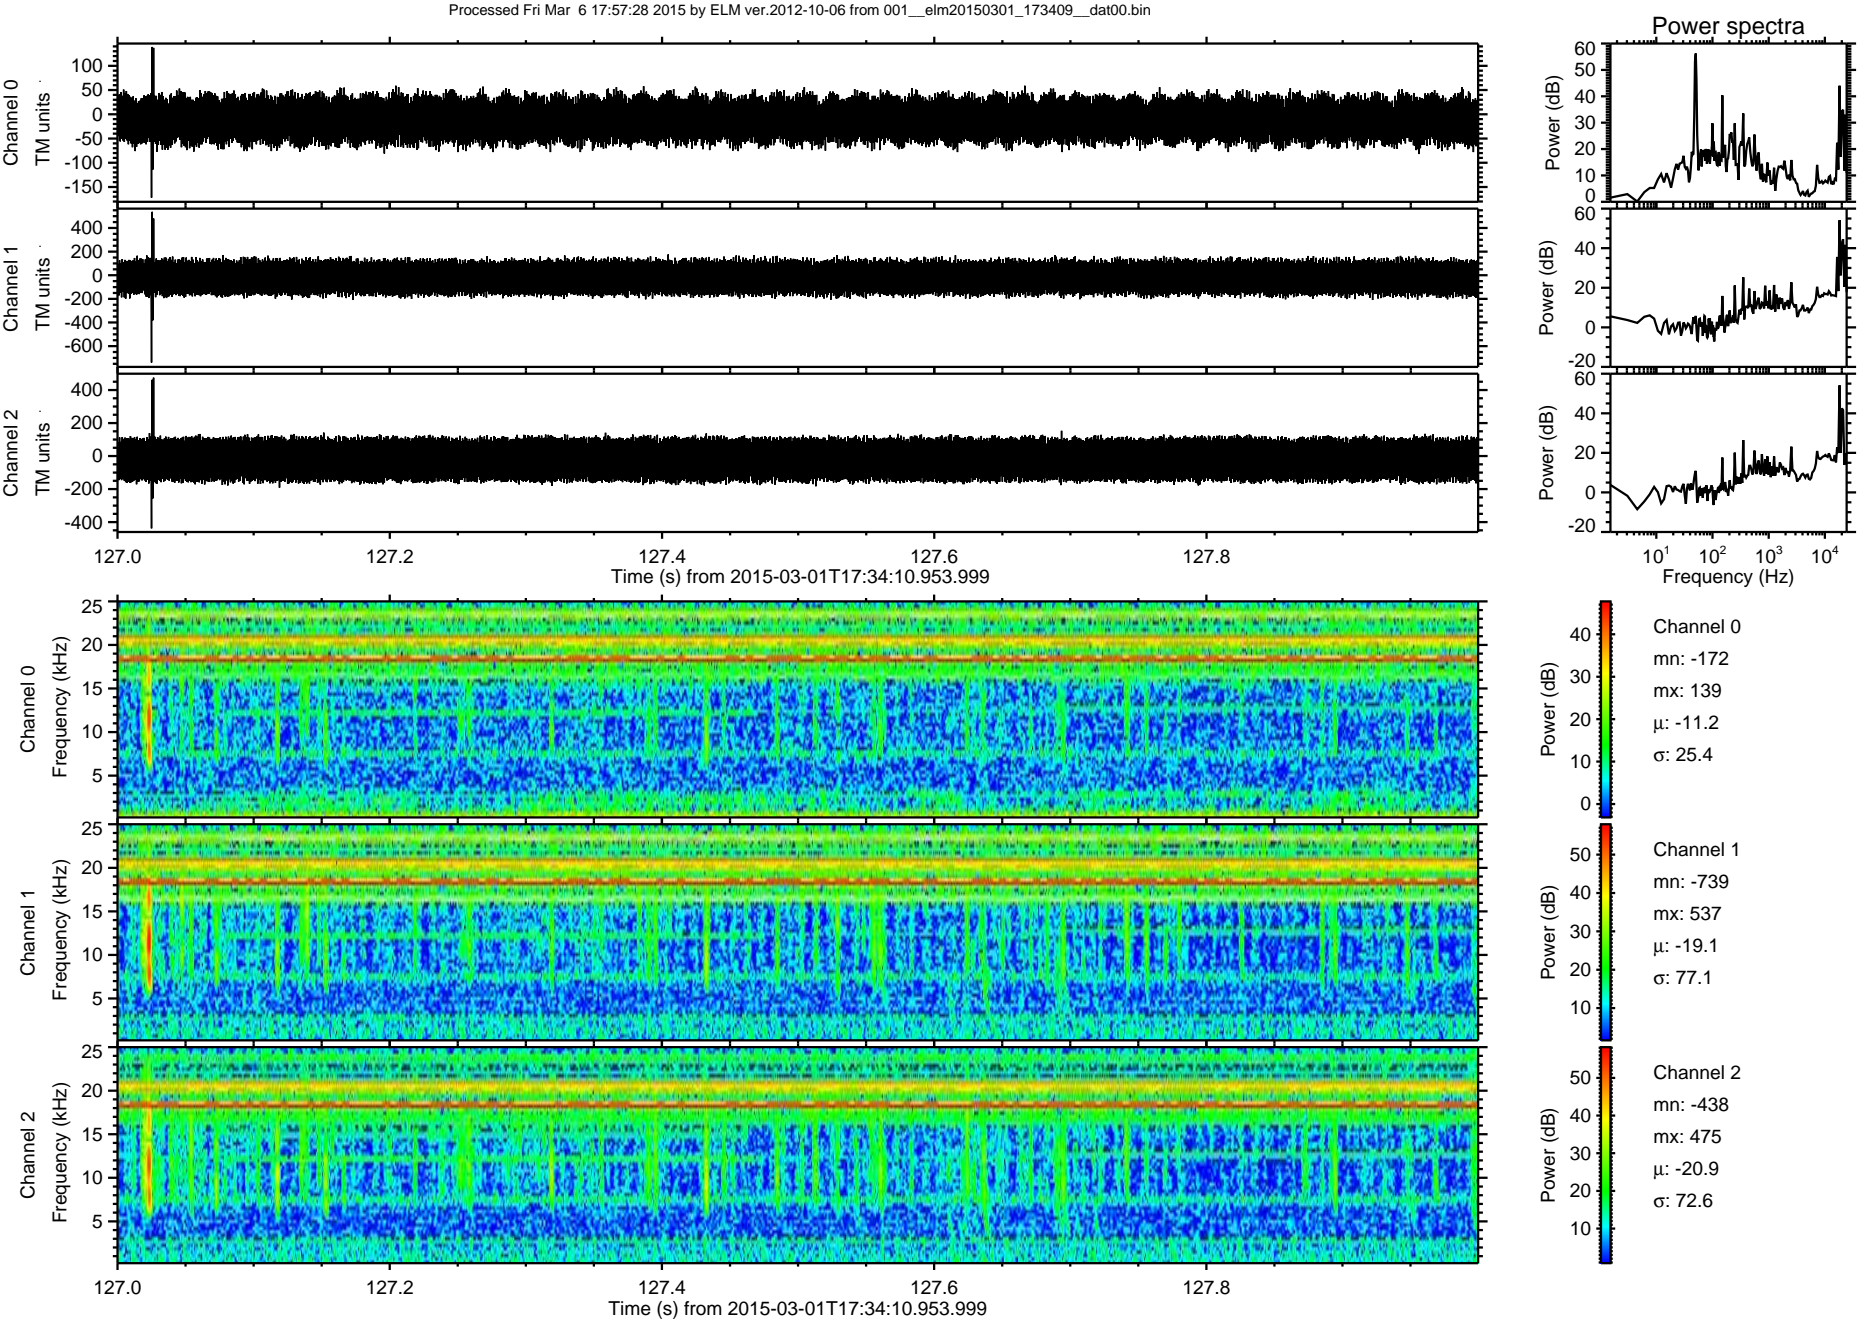 Processed Fri Mar  6 17:57:28 2015 by ELM ver.2012-10-06 from 001__elm20150301_173409__dat00.bin
Power spectra
Channel 0
TM units
100
50
0
-50
-100
-150
Power (dB)
60
50
40
30
20
10
0
Channel 1
TM units
400
200
0
-200
-400
-600
Power (dB)
60
40
20
0
-20
Channel 2
TM units
400
200
0
-200
-400
Power (dB)
60
40
20
0
-20
127.0 127.2 127.4 127.6 127.8
Time (s) from 2015-03-01T17:34:10.953.999
10¹ 10² 10³ 10⁴
Frequency (Hz)
Channel 0
Frequency (kHz)
25
20
15
10
5
Power (dB)
40
30
20
10
0
Channel 0
mn: -172
mx: 139
μ: -11.2
σ: 25.4
Channel 1
Frequency (kHz)
25
20
15
10
5
Power (dB)
50
40
30
20
10
Channel 1
mn: -739
mx: 537
μ: -19.1
σ: 77.1
Channel 2
Frequency (kHz)
25
20
15
10
5
Power (dB)
50
40
30
20
10
Channel 2
mn: -438
mx: 475
μ: -20.9
σ: 72.6
127.0 127.2 127.4 127.6 127.8
Time (s) from 2015-03-01T17:34:10.953.999